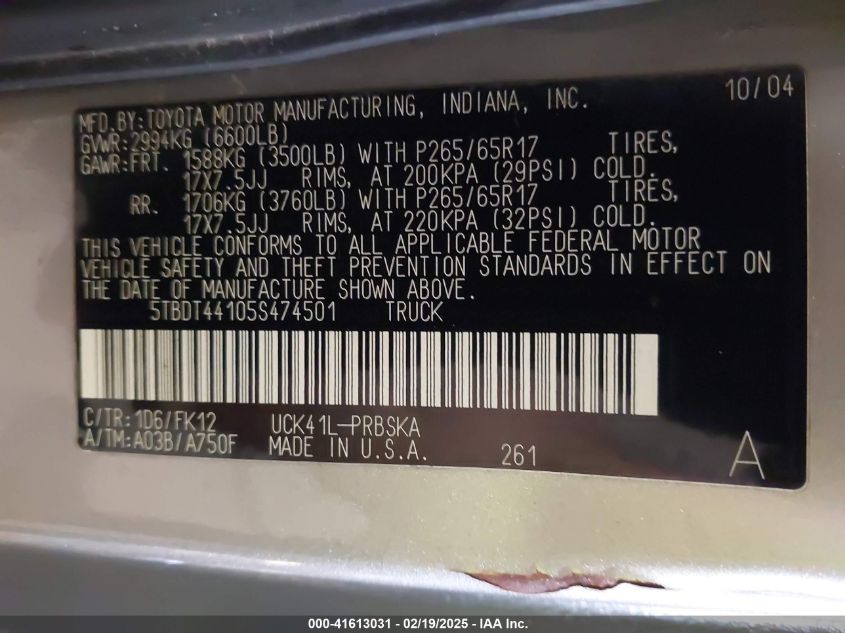 MFD.BY:TOYOTA MOTOR MANUFACTURING, INDIANA, INC. 10/04
GVWR:2994KG (6600LB)
GAWR:FRT. 1588KG (3500LB) WITH P265/65R17 TIRES,
17X7.5JJ RIMS, AT 200KPA (29PSI) COLD.
RR. 1706KG (3760LB) WITH P265/65R17 TIRES,
17X7.5JJ RIMS, AT 220KPA (32PSI) COLD.
THIS VEHICLE CONFORMS TO ALL APPLICABLE FEDERAL MOTOR
VEHICLE SAFETY AND THEFT PREVENTION STANDARDS IN EFFECT ON
THE DATE OF MANUFACTURE SHOWN ABOVE.
5TBDT44105S474501 TRUCK
C/TR:1D6/FK12 UCK41L-PRBSKA
A/TM:A03B/A750F MADE IN U.S.A. 261 A
000-41613031 - 02/19/2025 - IAA Inc.